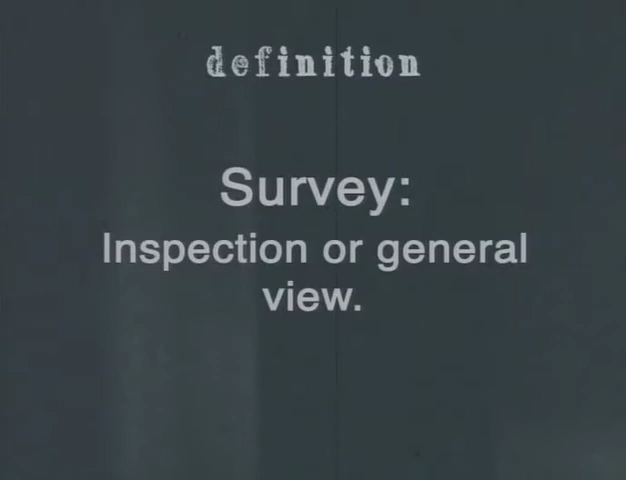 definition
Survey:
Inspection or general
view.